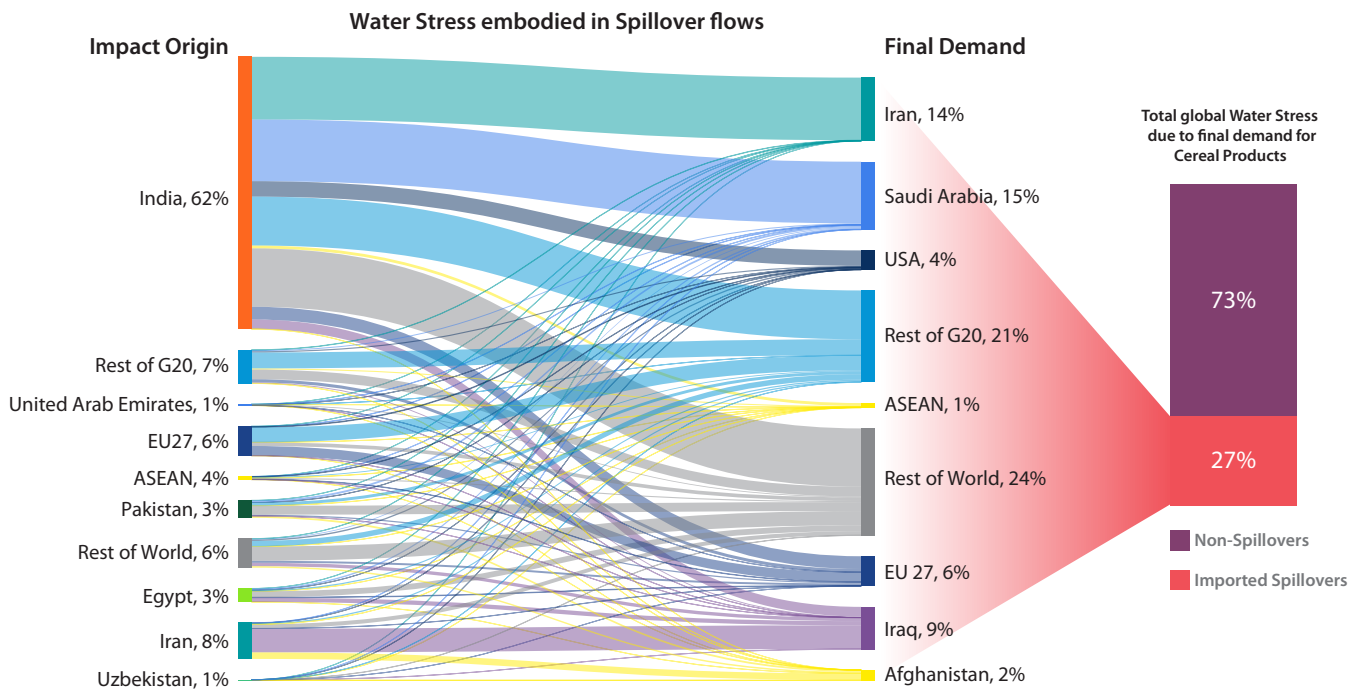 Water Stress embodied in Spillover flows
Impact Origin
Final Demand
India, 62%
Rest of G20, 7%
United Arab Emirates, 1%
EU27, 6%
ASEAN, 4%
Pakistan, 3%
Rest of World, 6%
Egypt, 3%
Iran, 8%
Uzbekistan, 1%
Iran, 14%
Saudi Arabia, 15%
USA, 4%
Rest of G20, 21%
ASEAN, 1%
Rest of World, 24%
EU 27, 6%
Iraq, 9%
Afghanistan, 2%
Total global Water Stress
due to final demand for
Cereal Products
73%
27%
Non-Spillovers
Imported Spillovers